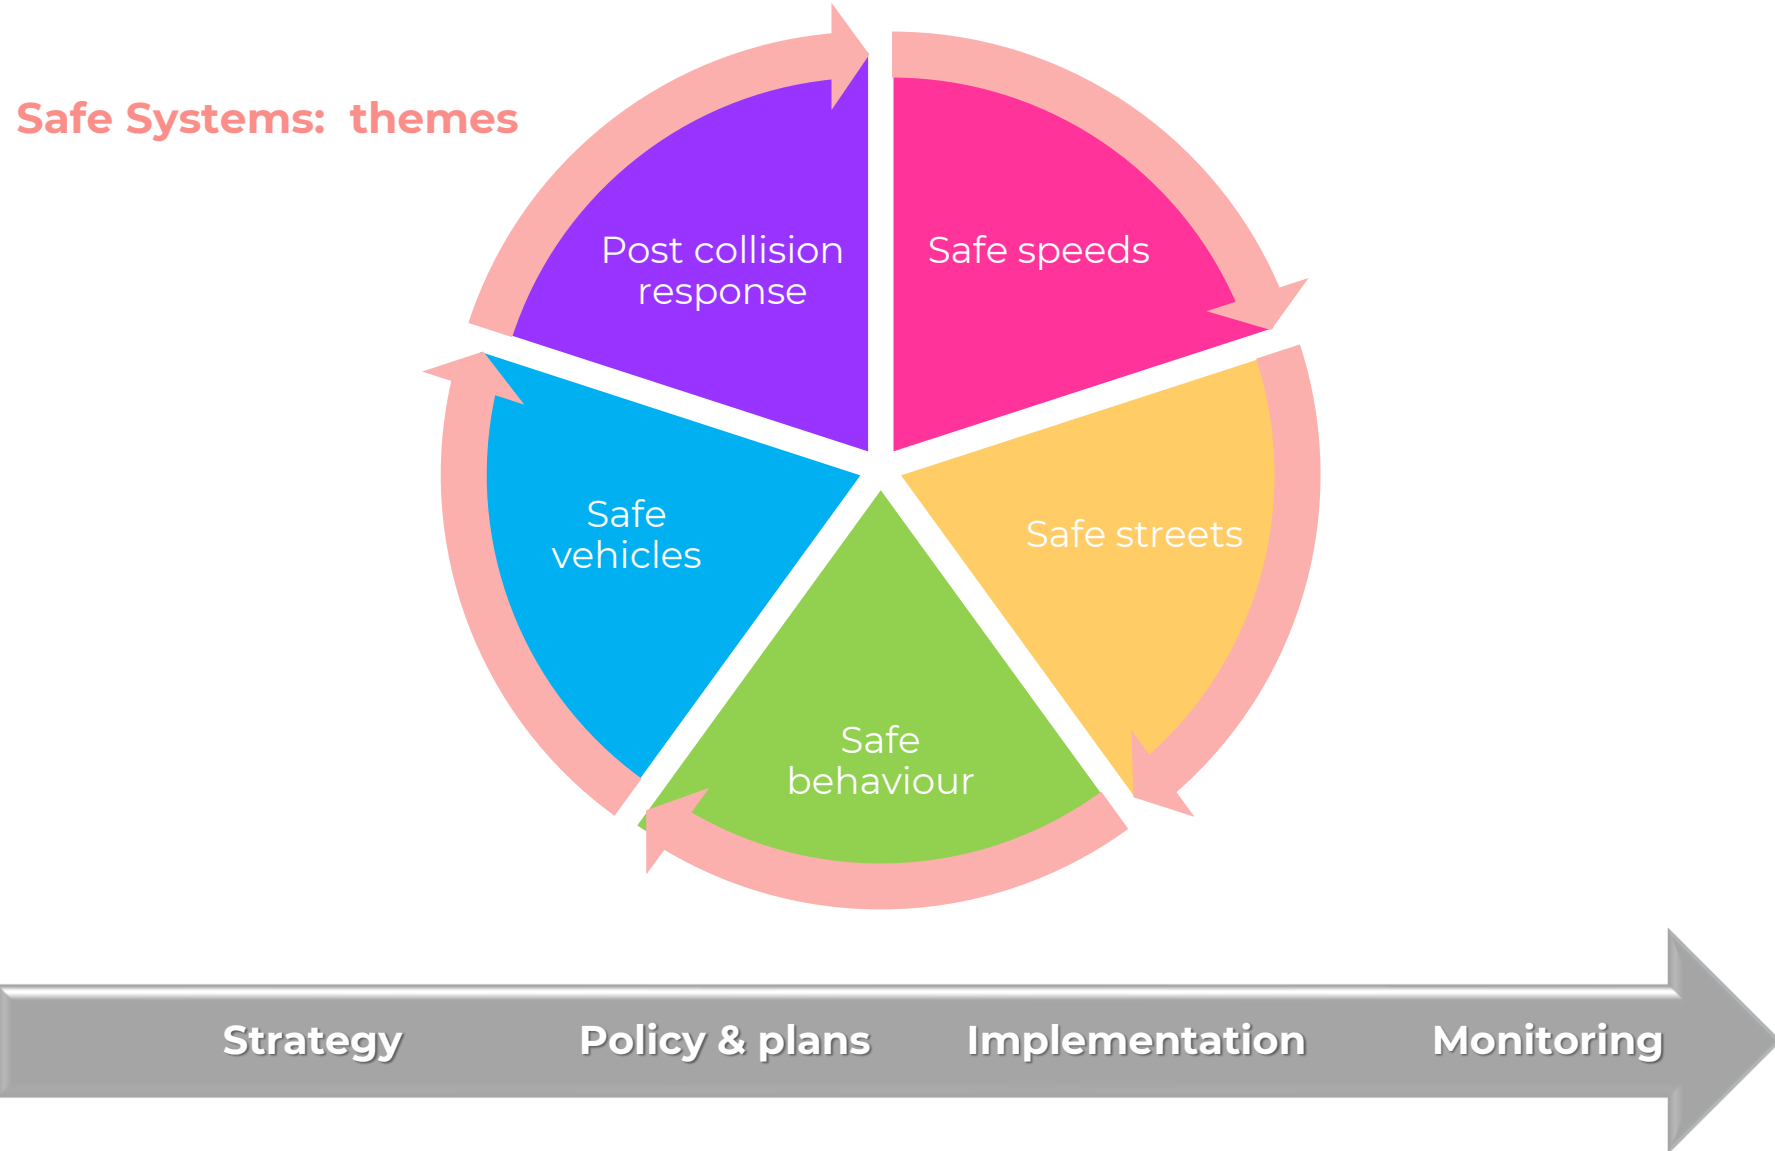 Safe Systems:  themes
Post collision
response
Safe speeds
Safe
vehicles
Safe streets
Safe
behaviour
Strategy
Policy & plans
Implementation
Monitoring